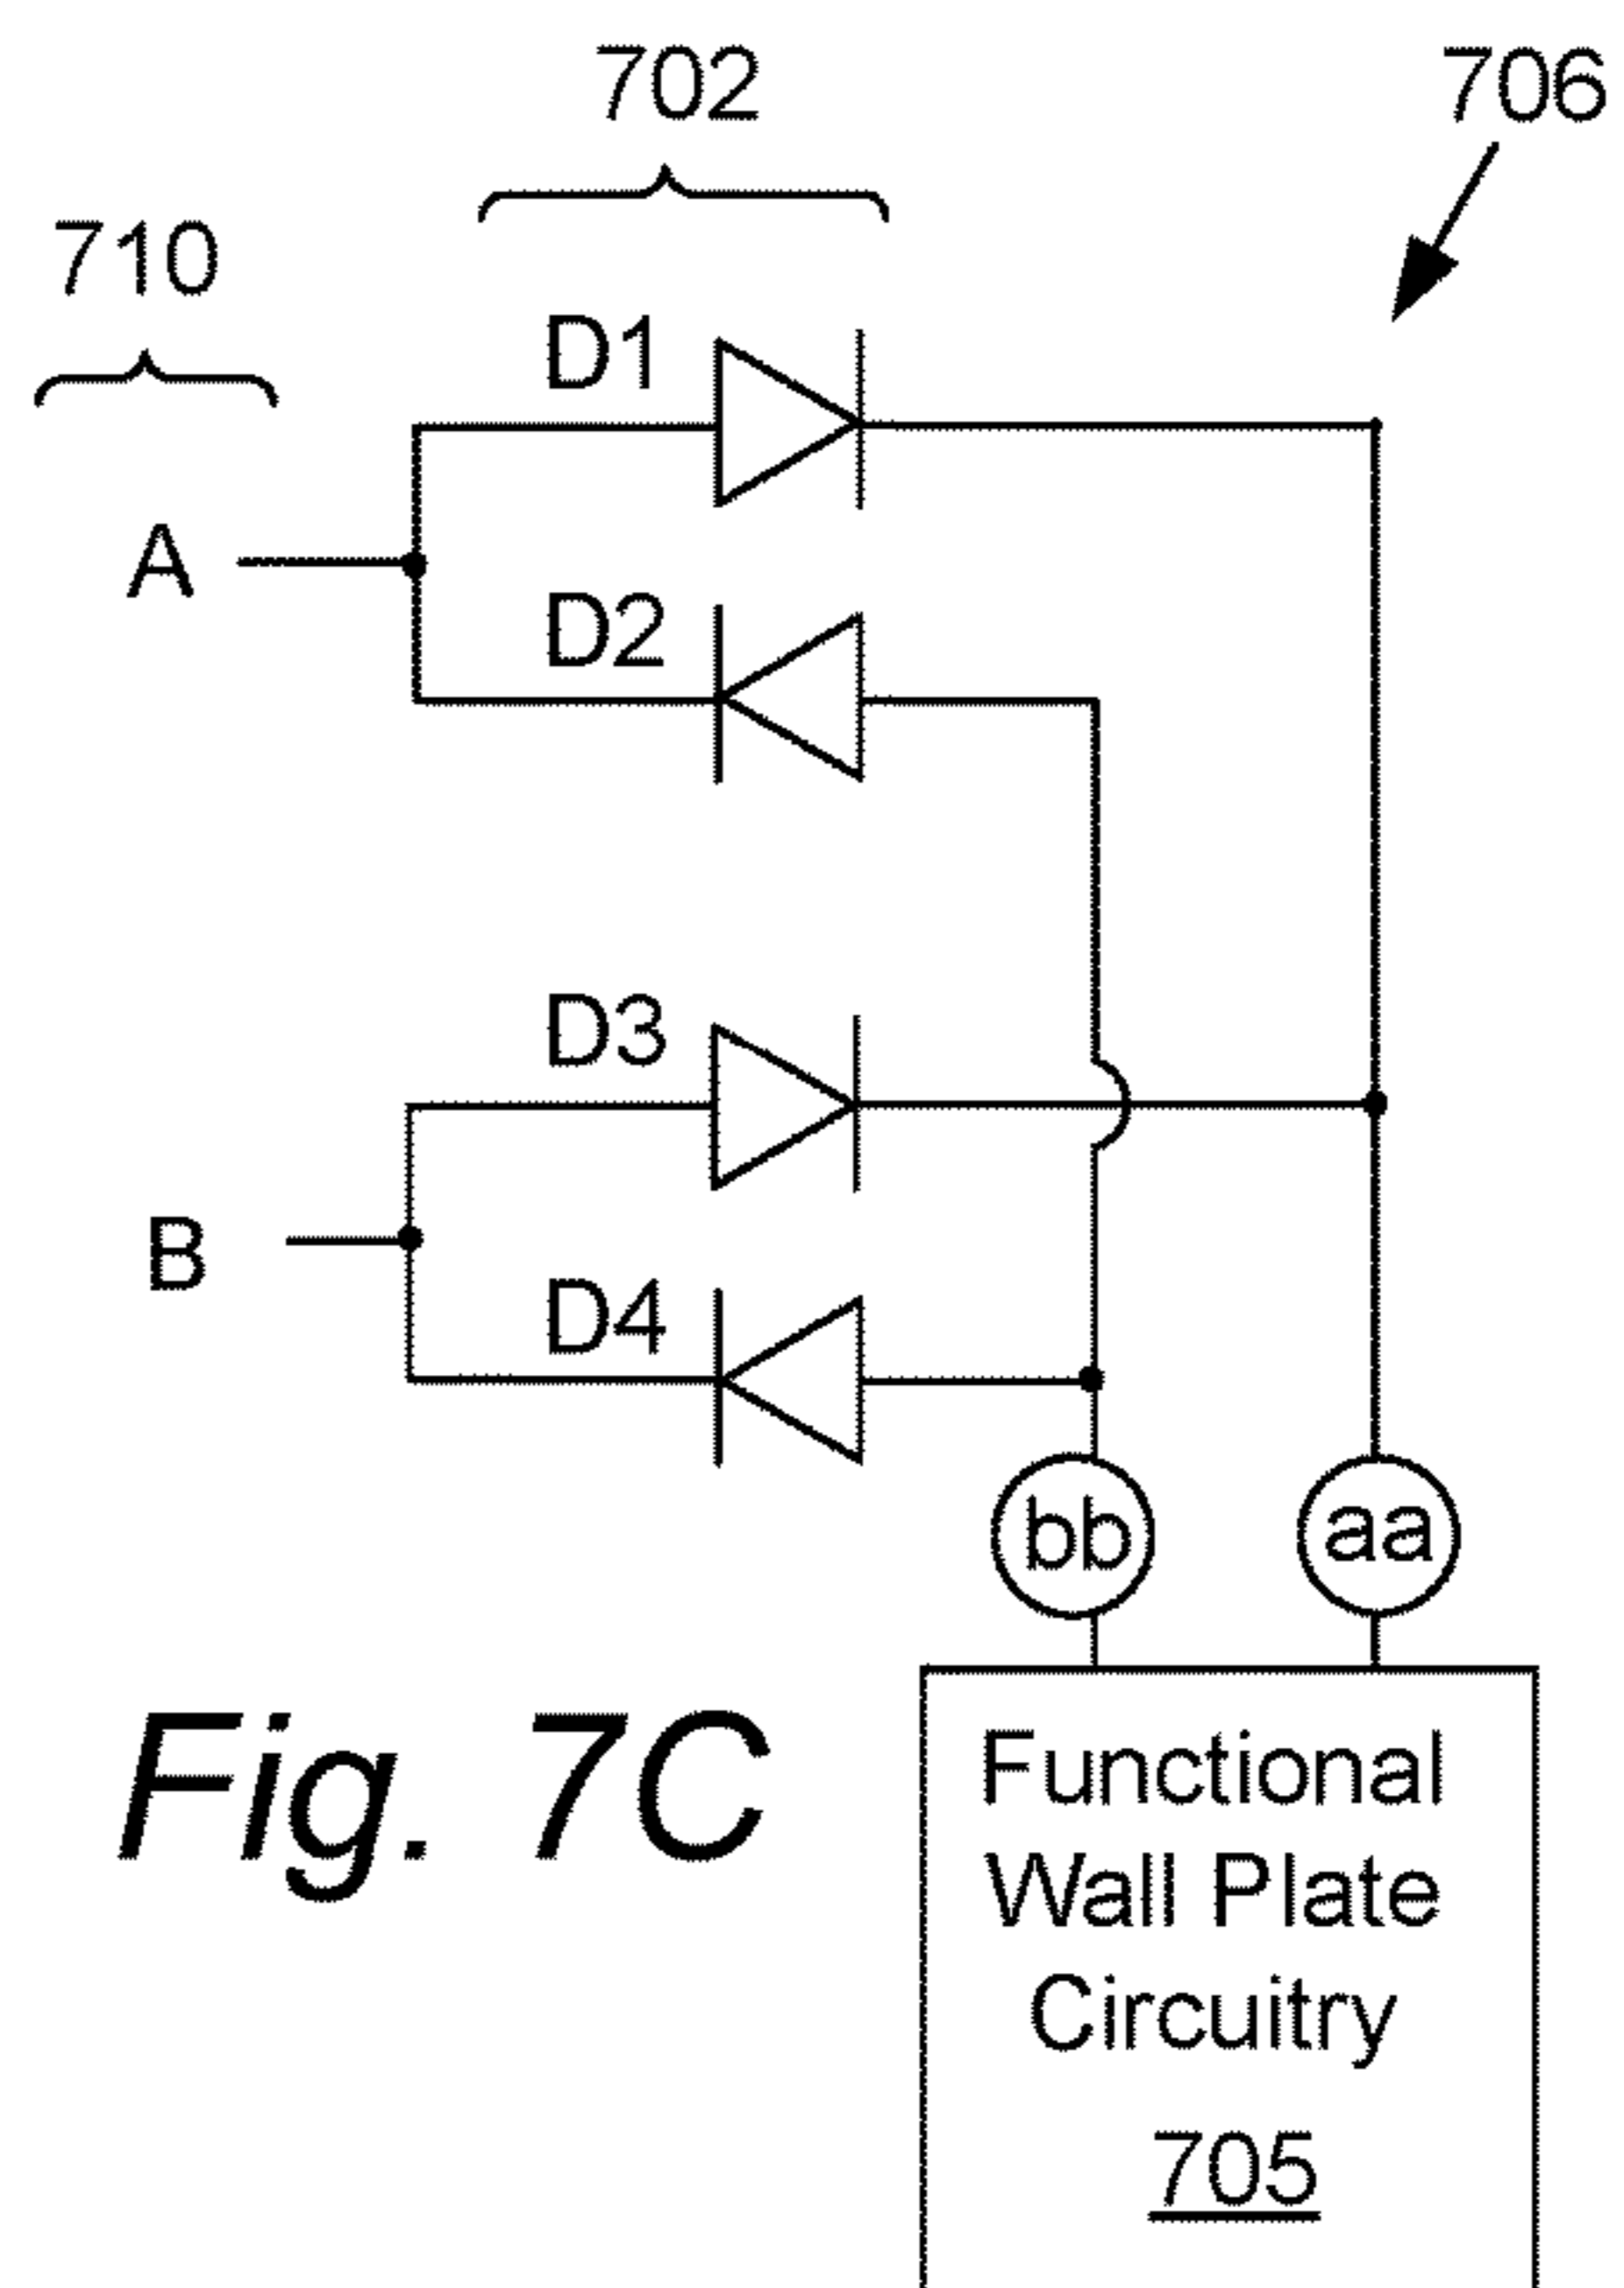 702
706
710
D1
A
D2
D3
B
D4
bb
aa
Fig. 7C
Functional
Wall Plate
Circuitry
705